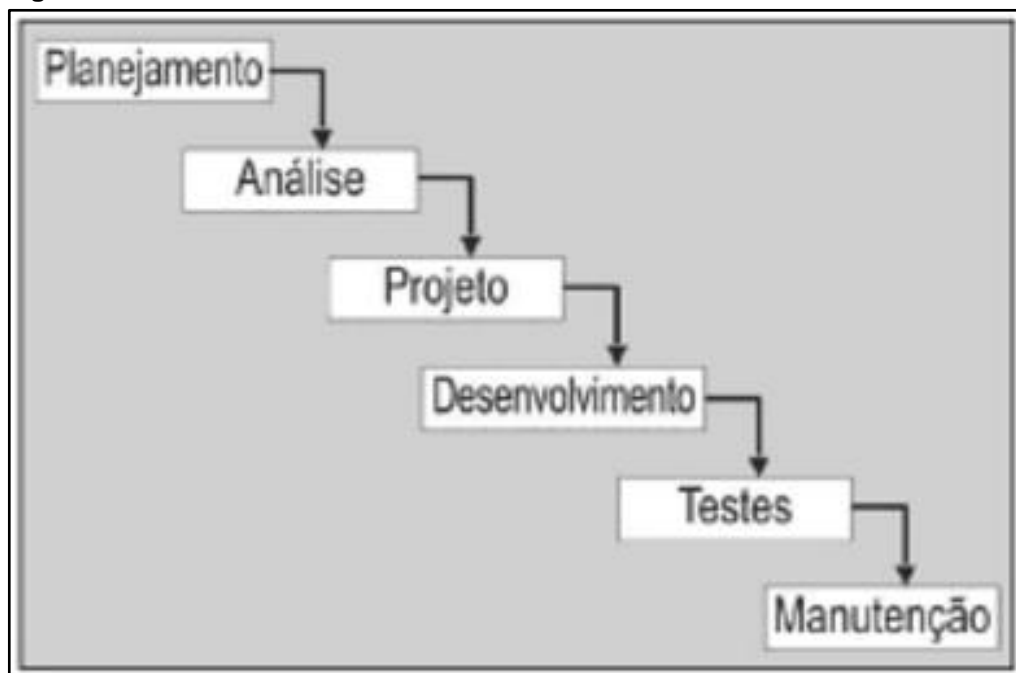 Planejamento
Análise
Projeto
Desenvolvimento
Testes
Manutenção